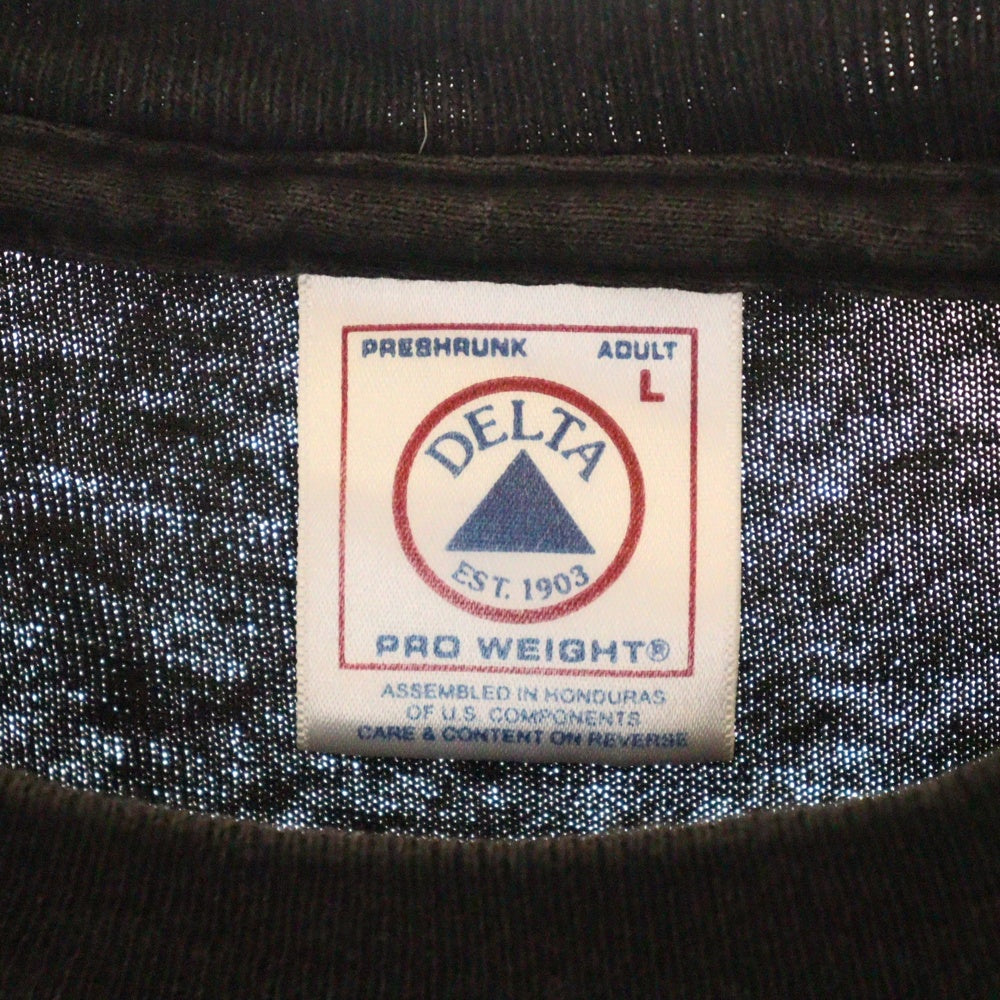 PRESHRUNK ADULT
L
DELTA
EST. 1903
PRO WEIGHT®
ASSEMBLED IN HONDURAS
OF U.S. COMPONENTS
CARE & CONTENT ON REVERSE